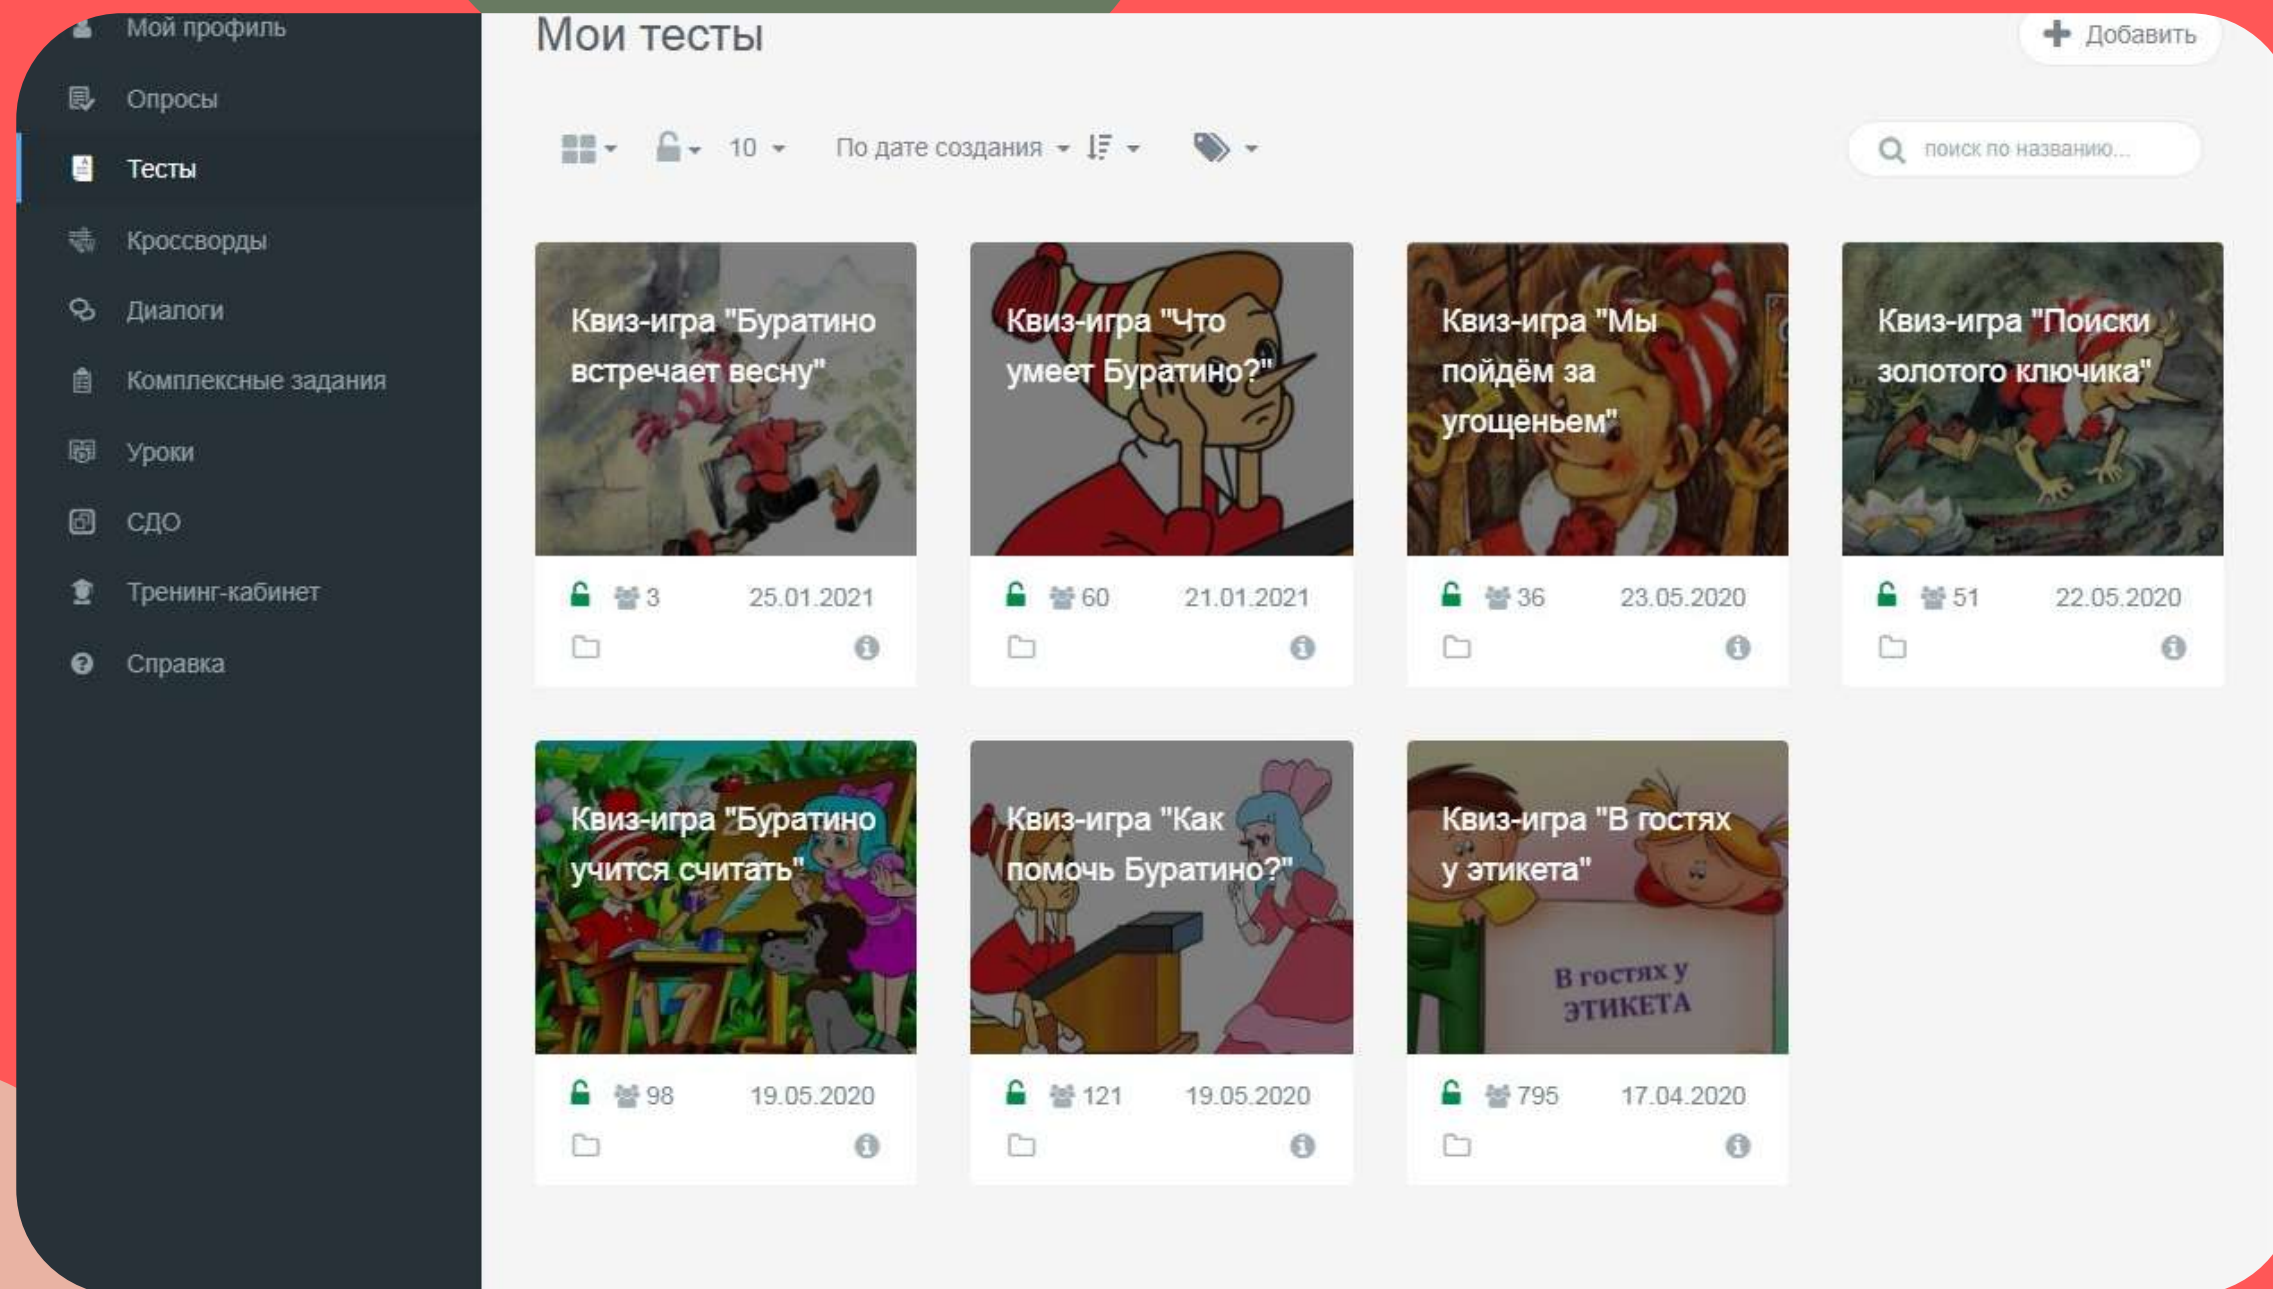 Мой профиль
Опросы
Тесты
Кроссворды
Диалоги
Комплексные задания
Уроки
СДО
Тренинг-кабинет
Справка
Мои тесты
Добавить
10
По дате создания
поиск по названию...
Квиз-игра "Буратино
встречает весну"
3 25.01.2021
Квиз-игра "Что
умеет Буратино?"
60 21.01.2021
Квиз-игра "Мы
пойдём за
угощеньем"
36 23.05.2020
Квиз-игра "Поиски
золотого ключика"
51 22.05.2020
Квиз-игра "Буратино
учится считать"
98 19.05.2020
Квиз-игра "Как
помочь Буратино?"
121 19.05.2020
Квиз-игра "В гостях
у этикета"
В гостях у
ЭТИКЕТА
795 17.04.2020